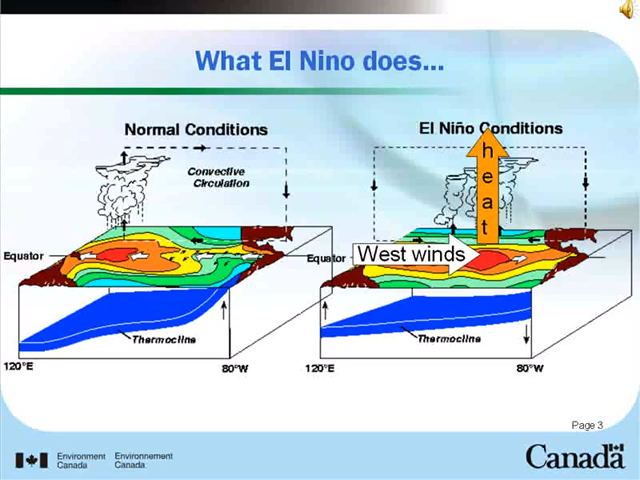 What El Nino does...
Normal Conditions
El Niño Conditions
Convective
Circulation
h
e
a
t
Equator
Equator
West winds
Thermocline
Thermocline
120°E
80°W
120°E
80°W
Page 3
Environment
Canada
Environnement
Canada
Canada